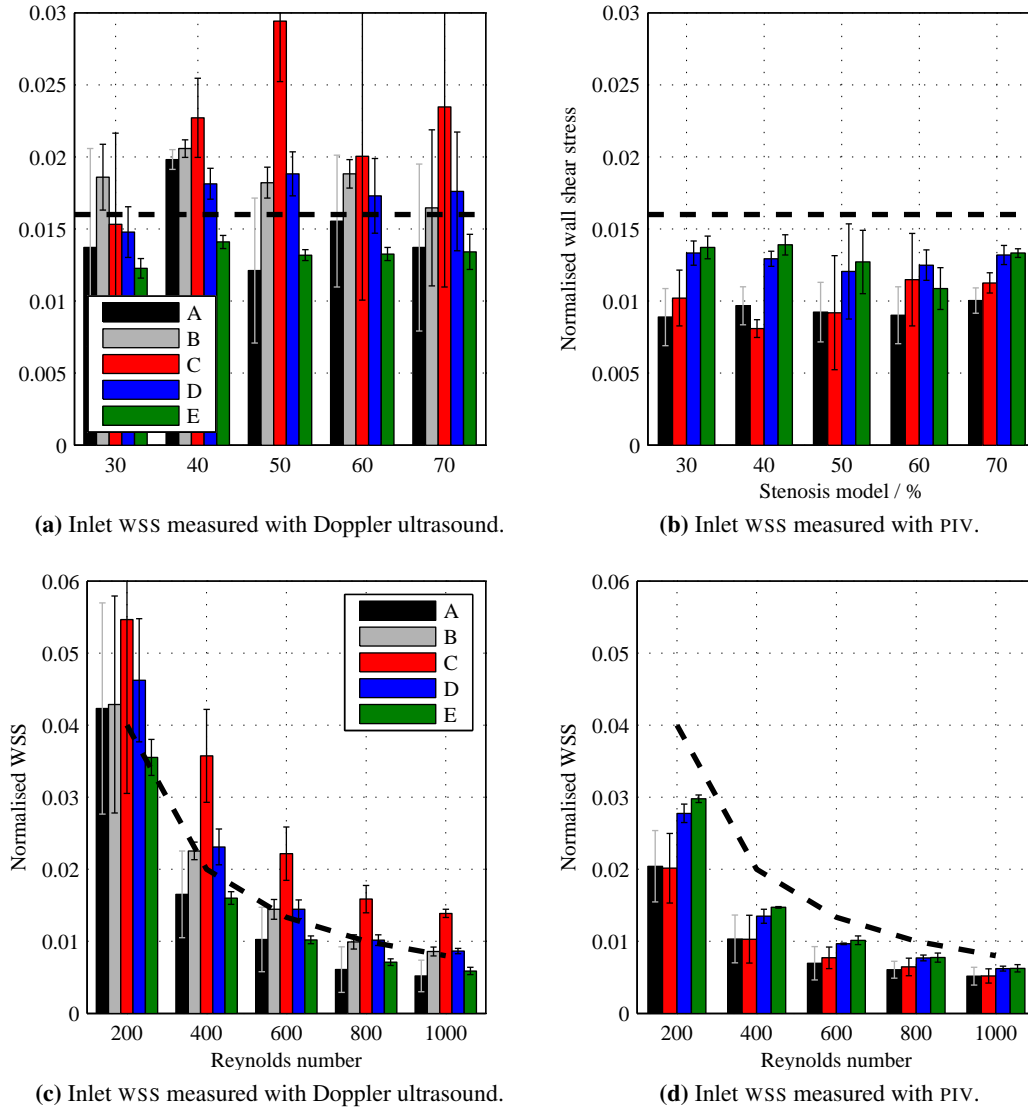 0.03
0.025
0.02
0.015
0.01
0.005
0
A
B
C
D
E
30 40 50 60 70
(a) Inlet WSS measured with Doppler ultrasound.
Normalised wall shear stress
0.03
0.025
0.02
0.015
0.01
0.005
0
30 40 50 60 70
Stenosis model / %
(b) Inlet WSS measured with PIV.
Normalised WSS
0.06
0.05
0.04
0.03
0.02
0.01
0
A
B
C
D
E
200 400 600 800 1000
Reynolds number
(c) Inlet WSS measured with Doppler ultrasound.
Normalised WSS
0.06
0.05
0.04
0.03
0.02
0.01
0
200 400 600 800 1000
Reynolds number
(d) Inlet WSS measured with PIV.